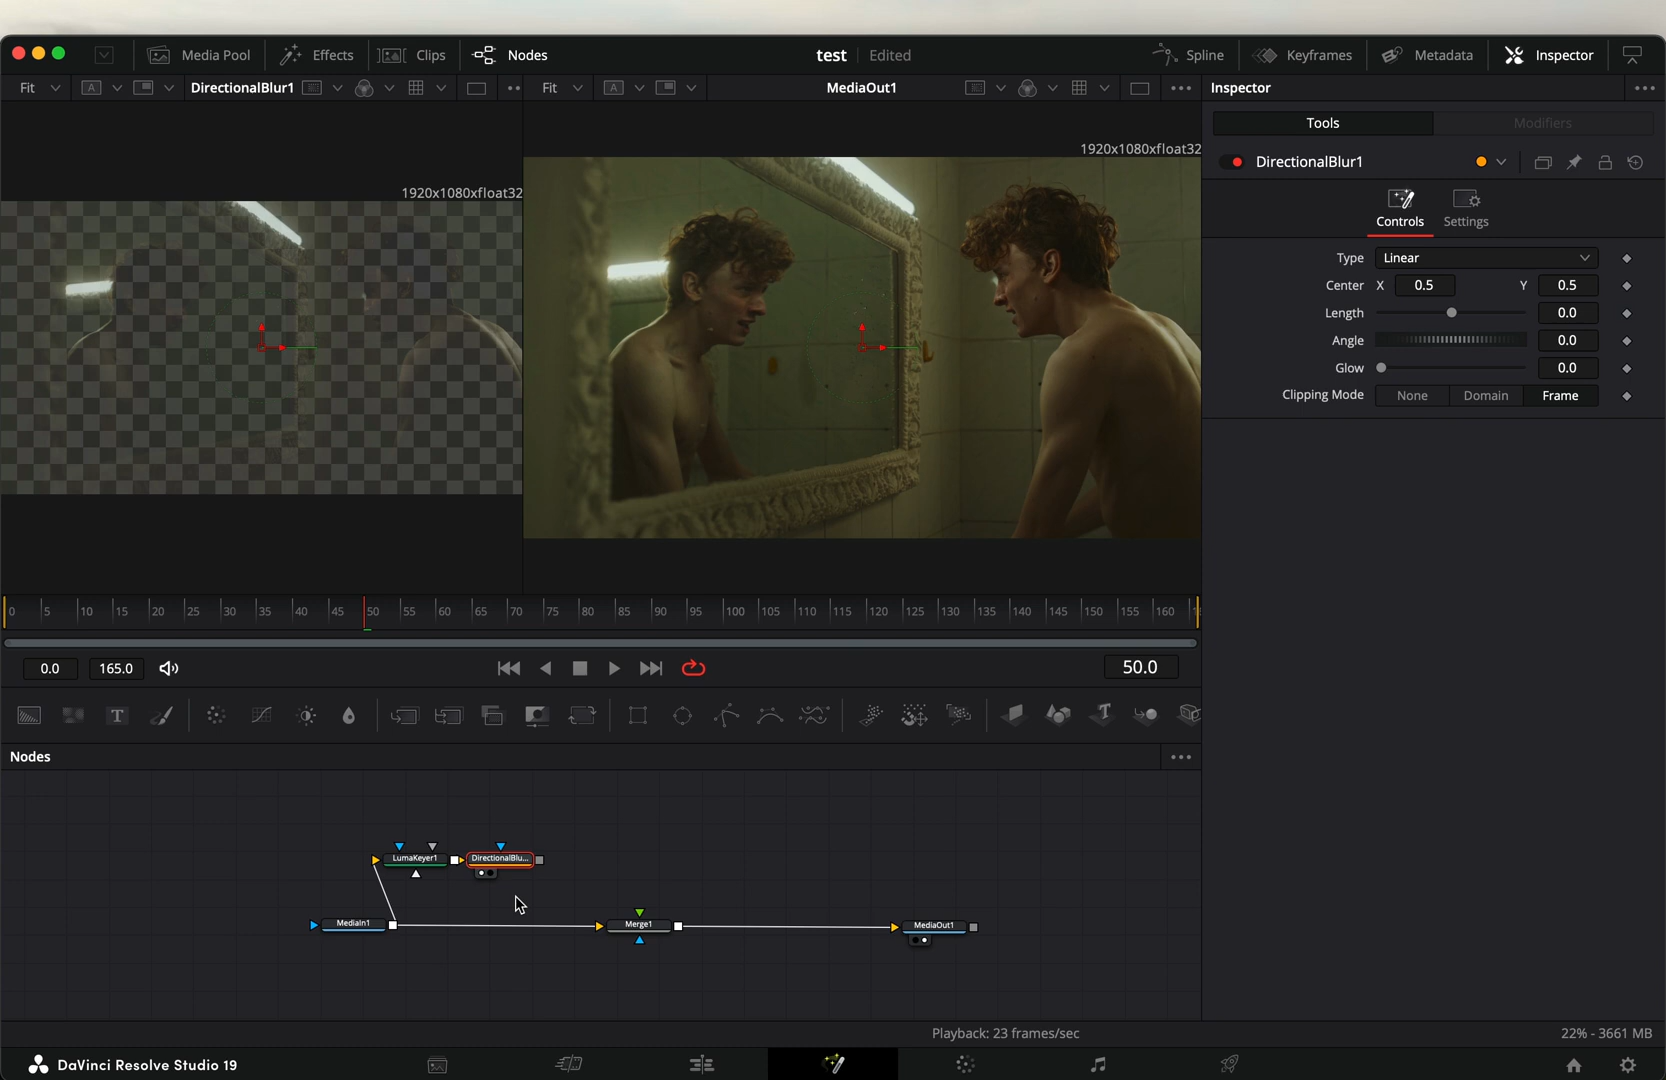 Media Pool Effects Clips Nodes test Edited Spline Keyframes Metadata Inspector
Fit A DirectionalBlur1 Fit A MediaOut1 Inspector
Tools Modifiers
1920x1080xfloat32
1920x1080xfloat32
DirectionalBlur1
Controls Settings
Type Linear
Center X 0.5 Y 0.5
Length 0.0
Angle 0.0
Glow 0.0
Clipping Mode None Domain Frame
0 5 10 15 20 25 30 35 40 45 50 55 60 65 70 75 80 85 90 95 100 105 110 115 120 125 130 135 140 145 150 155 160
0.0 165.0 50.0
T T
Nodes
LumaKeyer1 DirectionalBlu...
MediaIn1 Merge1 MediaOut1
Playback: 23 frames/sec 22% - 3661 MB
DaVinci Resolve Studio 19